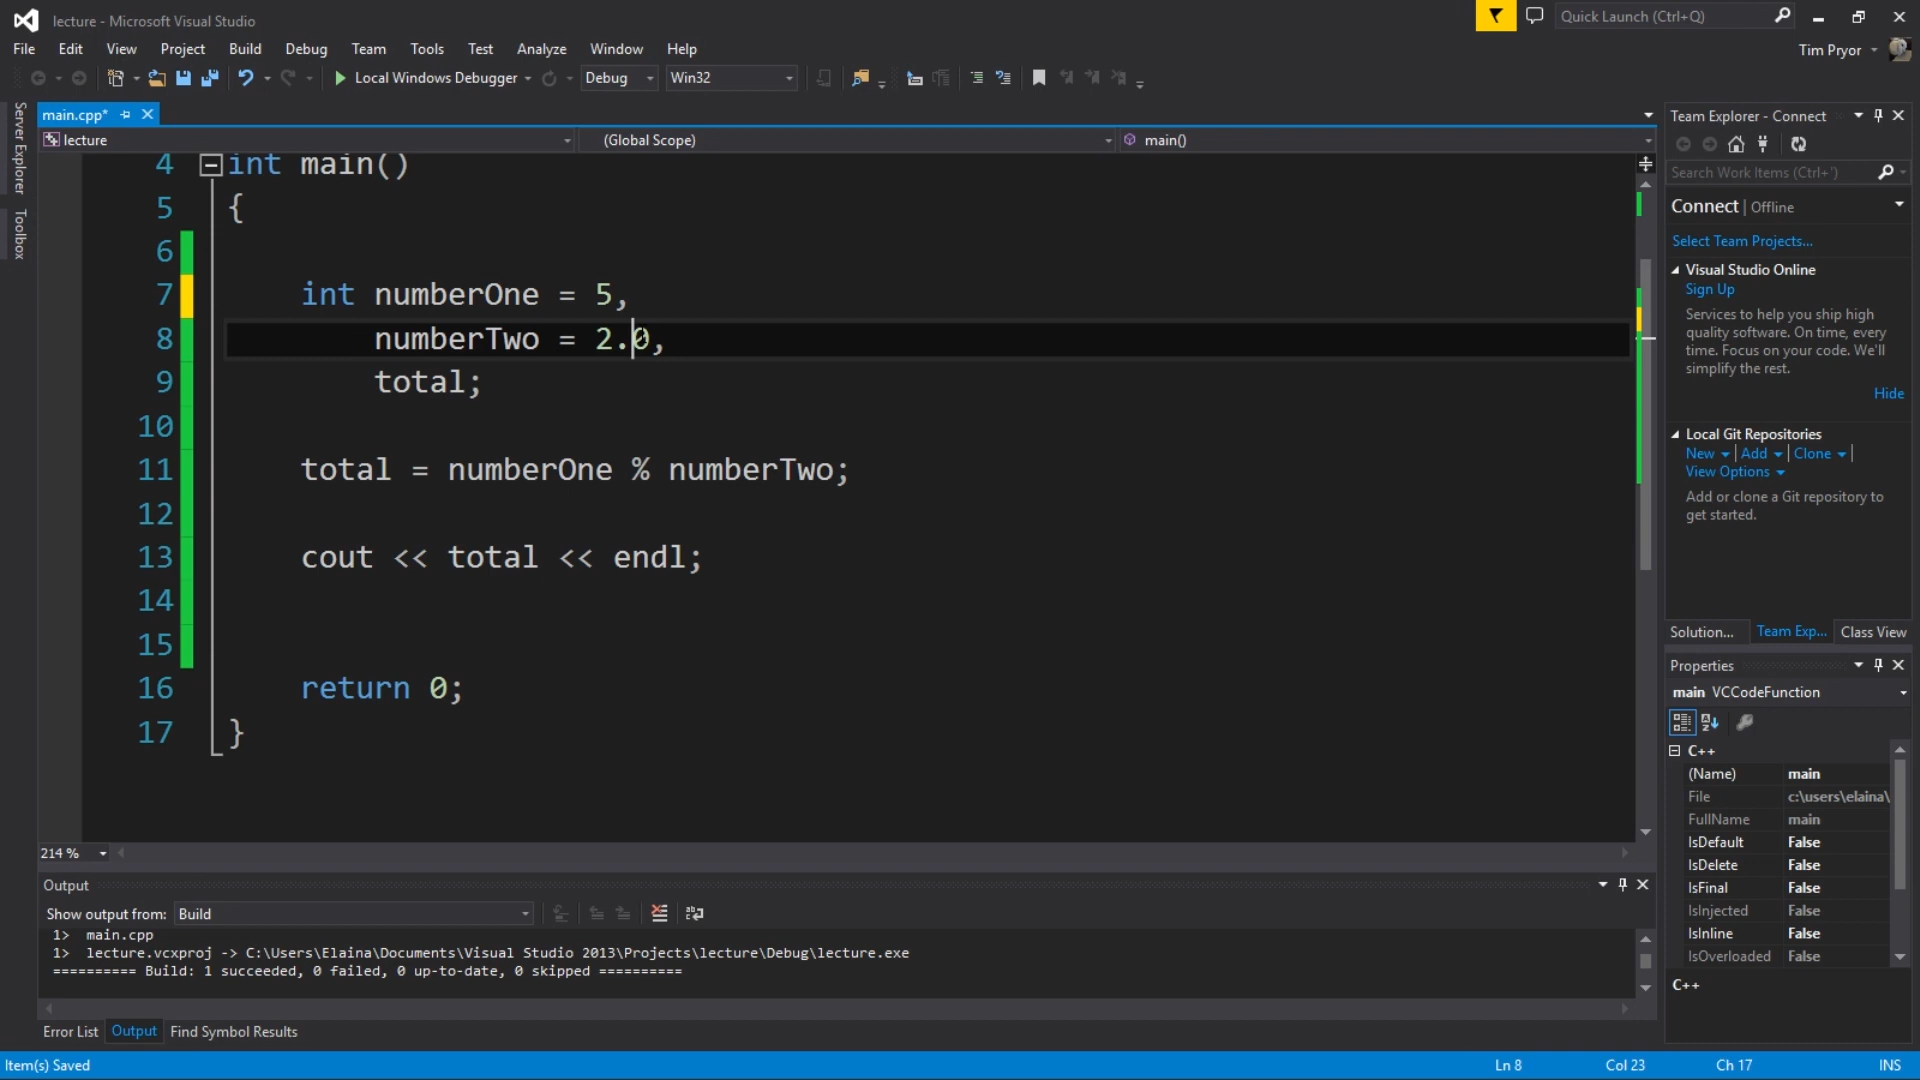 lecture - Microsoft Visual Studio
Quick Launch (Ctrl+Q)
File Edit View Project Build Debug Team Tools Test Analyze Window Help
Tim Pryor
Local Windows Debugger Debug Win32
Server Explorer
Toolbox
main.cpp*
lecture (Global Scope) main()
4 int main()
5 {
6
7 int numberOne = 5,
8 numberTwo = 2.0,
9 total;
10
11 total = numberOne % numberTwo;
12
13 cout << total << endl;
14
15
16 return 0;
17 }
214 %
Team Explorer - Connect
Search Work Items (Ctrl+')
Connect | Offline
Select Team Projects...
Visual Studio Online
Sign Up
Services to help you ship high
quality software. On time, every
time. Focus on your code. We'll
simplify the rest.
Hide
Local Git Repositories
New | Add | Clone |
View Options
Add or clone a Git repository to
get started.
Solution... Team Exp... Class View
Properties
main VCCodeFunction
C++
(Name) main
File c:\users\elaina\
FullName main
IsDefault False
IsDelete False
IsFinal False
IsInjected False
IsInline False
IsOverloaded False
C++
Output
Show output from: Build
1> main.cpp
1> lecture.vcxproj -> C:\Users\Elaina\Documents\Visual Studio 2013\Projects\lecture\Debug\lecture.exe
========== Build: 1 succeeded, 0 failed, 0 up-to-date, 0 skipped ==========
Error List Output Find Symbol Results
Item(s) Saved Ln 8 Col 23 Ch 17 INS